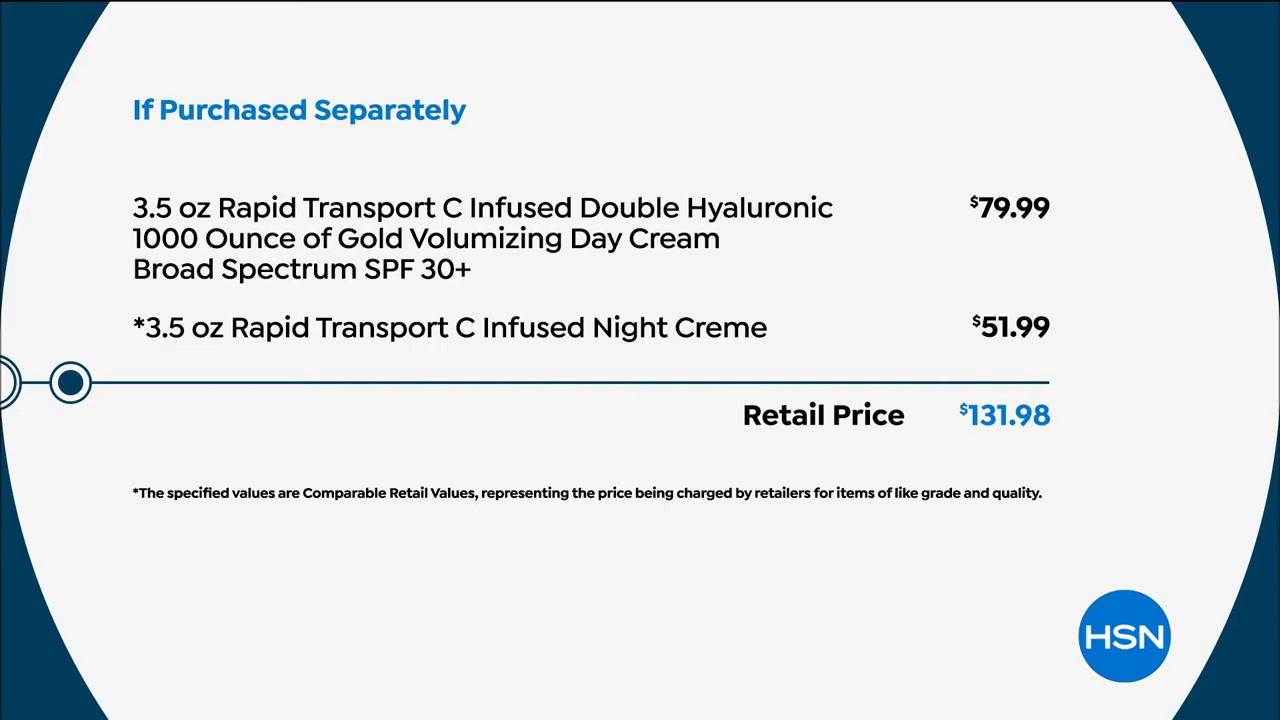 If Purchased Separately
3.5 oz Rapid Transport C Infused Double Hyaluronic $79.99
1000 Ounce of Gold Volumizing Day Cream
Broad Spectrum SPF 30+
*3.5 oz Rapid Transport C Infused Night Creme $51.99
Retail Price $131.98
*The specified values are Comparable Retail Values, representing the price being charged by retailers for items of like grade and quality.
HSN